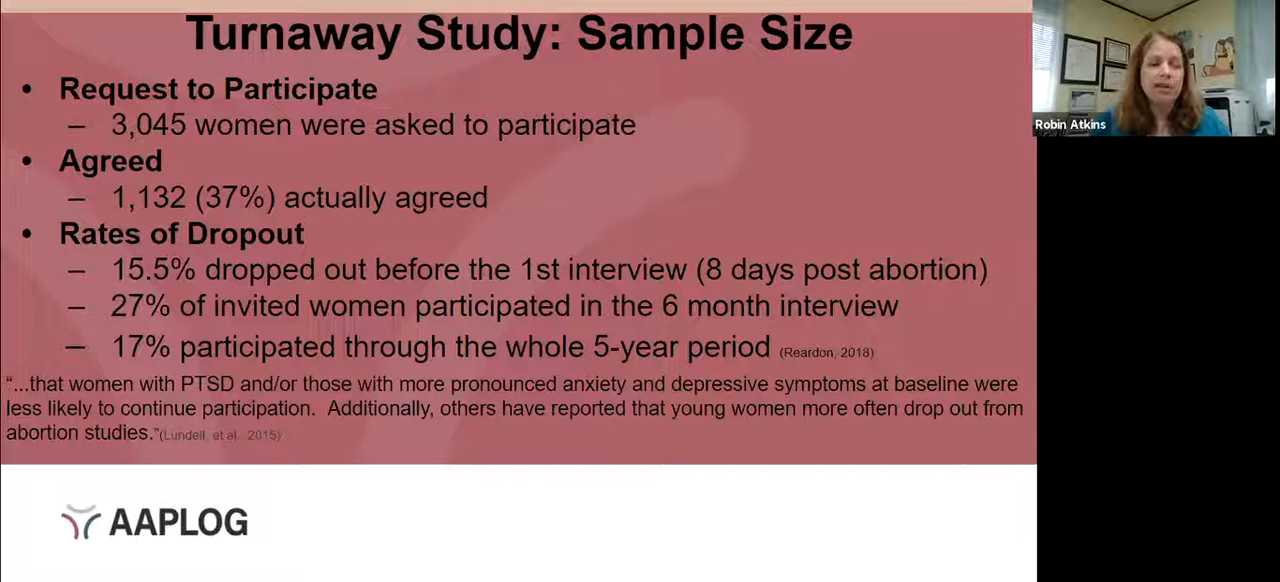 Turnaway Study: Sample Size
• Request to Participate
– 3,045 women were asked to participate
• Agreed
– 1,132 (37%) actually agreed
• Rates of Dropout
– 15.5% dropped out before the 1st interview (8 days post abortion)
– 27% of invited women participated in the 6 month interview
– 17% participated through the whole 5-year period (Reardon, 2018)
“...that women with PTSD and/or those with more pronounced anxiety and depressive symptoms at baseline were
less likely to continue participation. Additionally, others have reported that young women more often drop out from
abortion studies.”(Lundell, et al. 2015)
AAPLOG
Robin Atkins